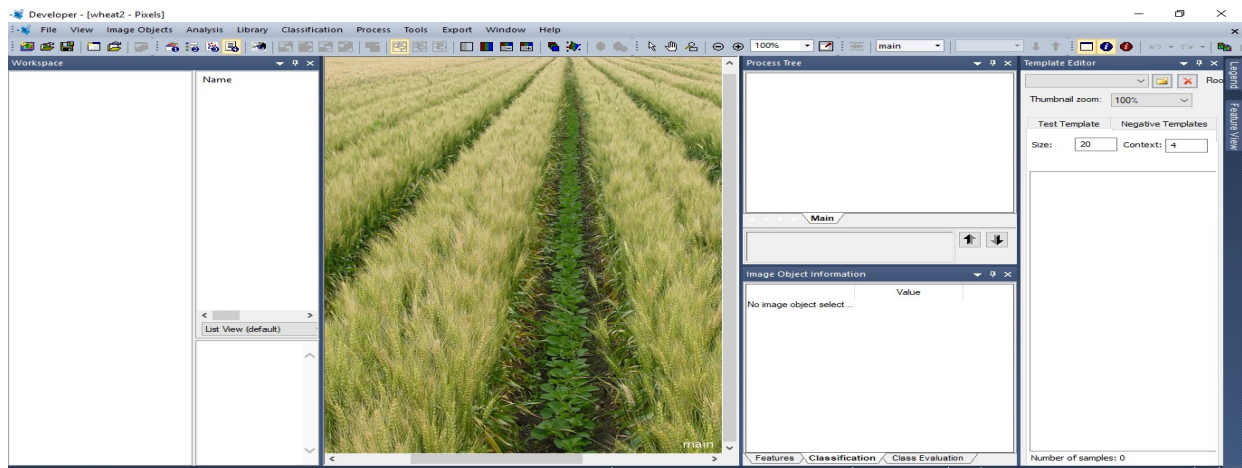 Developer - [wheat2 - Pixels]
File View Image Objects Analysis Library Classification Process Tools Export Window Help
100% main
Workspace
Name
List View (default)
main
Process Tree
Main
Image Object Information
Value
No image object select...
Features Classification Class Evaluation
Template Editor
Roo
Thumbnail zoom: 100%
Test Template Negative Templates
Size: 20 Context: 4
Number of samples: 0
Legend
Feature View